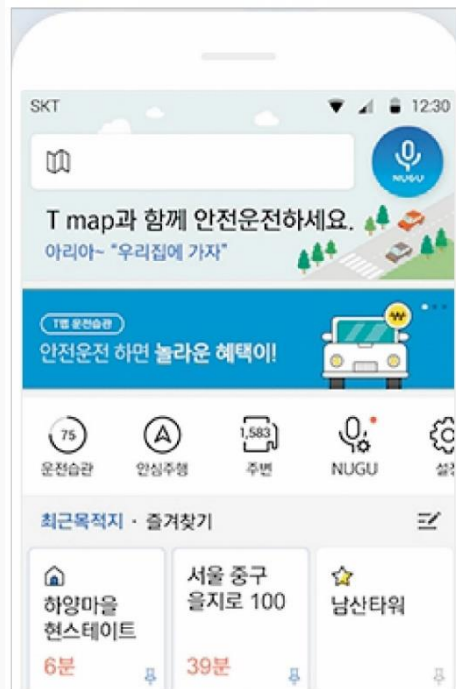 SKT
12:30
NUGU
T map과 함께 안전운전하세요.
아리아~ “우리집에 가자”
T맵 운전습관
안전운전 하면 놀라운 혜택이!
₩
75
1,583
운전습관
안심주행
주변
NUGU
설정
최근목적지 · 즐겨찾기
하양마을
현스테이트
6분
서울 중구
을지로 100
39분
남산타워